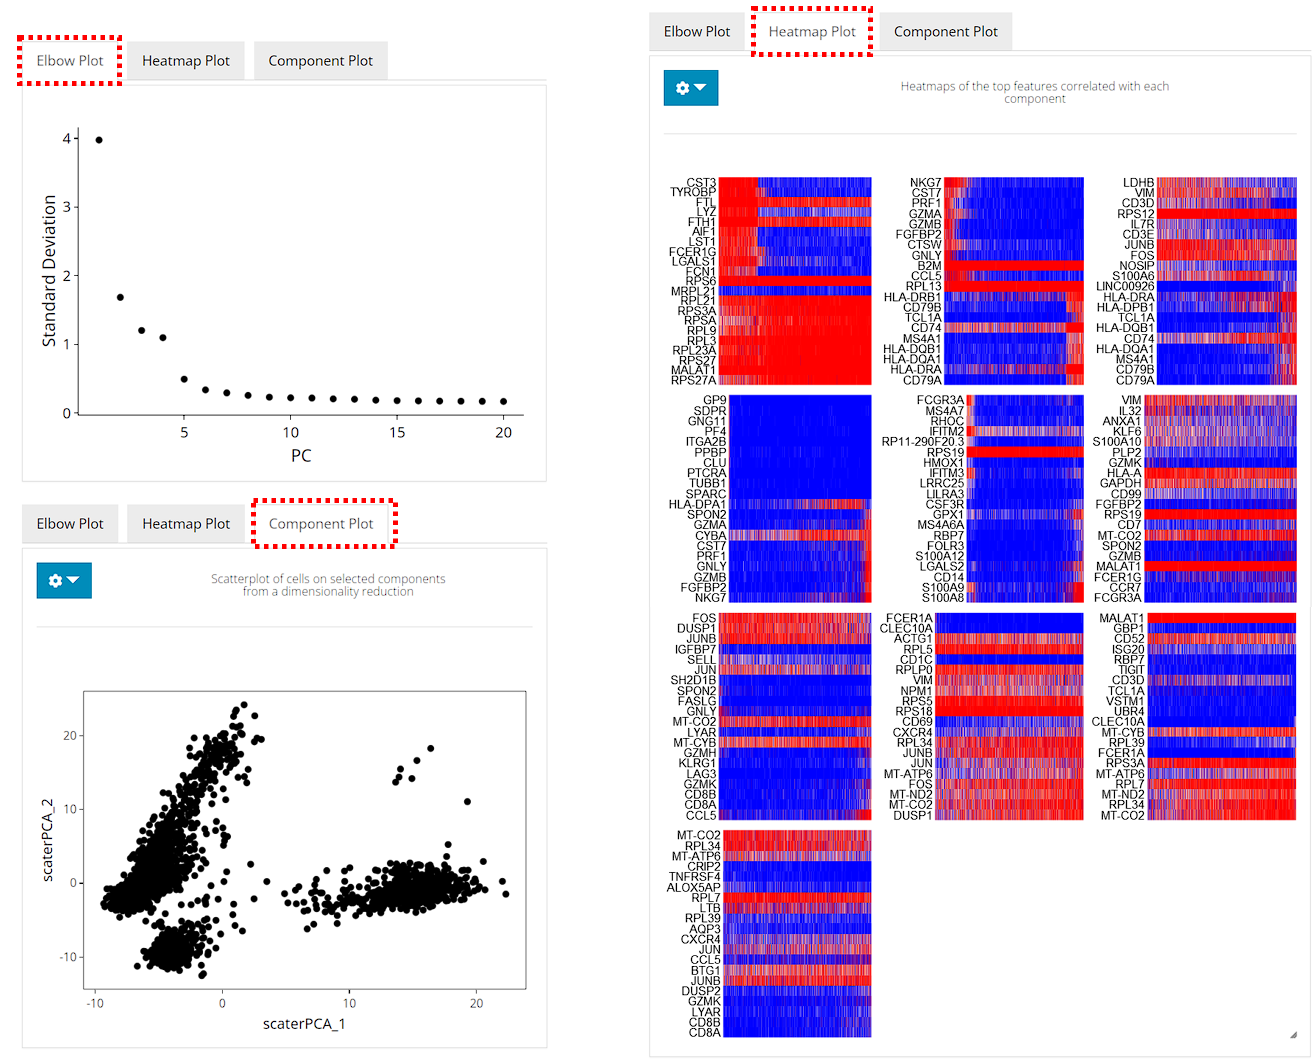 Elbow Plot
Heatmap Plot
Component Plot
Standard Deviation
4
3
2
1
0
5
10
15
20
PC
Elbow Plot
Heatmap Plot
Component Plot
Scatterplot of cells on selected components
from a dimensionality reduction
scaterPCA_2
20
10
0
-10
-10
0
10
20
scaterPCA_1
Elbow Plot
Heatmap Plot
Component Plot
Heatmaps of the top features correlated with each
component
CST3
TYROBP
FTL
LYZ
FTH1
AIF1
LST1
FCER1G
LGALS1
FCN1
RPS6
MRPL21
RPL21
RPS3A
RPSA
RPL9
RPL3
RPL23A
RPS27
MALAT1
RPS27A
NKG7
CST7
PRF1
GZMA
GZMB
FGFBP2
CTSW
GNLY
B2M
CCL5
RPL13
HLA-DRB1
CD79B
TCL1A
CD74
MS4A1
HLA-DQB1
HLA-DQA1
HLA-DRA
CD79A
LDHB
VIM
CD3D
RPS12
IL7R
CD3E
JUNB
FOS
NOSIP
S100A6
LINC00926
HLA-DRA
HLA-DPB1
TCL1A
HLA-DQB1
CD74
HLA-DQA1
MS4A1
CD79B
CD79A
GP9
SDPR
GNG11
PF4
ITGA2B
PPBP
CLU
PTCRA
TUBB1
SPARC
HLA-DPA1
SPON2
GZMA
CYBA
CST7
PRF1
GNLY
GZMB
FGFBP2
NKG7
FCGR3A
MS4A7
RHOC
IFITM2
RP11-290F20.3
RPS19
HMOX1
IFITM3
LRRC25
LILRA3
CSF3R
GPX1
MS4A6A
RBP7
FOLR3
S100A12
LGALS2
CD14
S100A9
S100A8
VIM
IL32
ANXA1
KLF6
S100A10
PLP2
GZMK
HLA-A
GAPDH
CD99
FGFBP2
RPS19
CD7
MT-CO2
SPON2
GZMB
MALAT1
FCER1G
CCR7
FCGR3A
FOS
DUSP1
JUNB
IGFBP7
SELL
JUN
SH2D1B
SPON2
FASLG
GNLY
MT-CO2
LYAR
MT-CYB
GZMH
KLRG1
LAG3
GZMK
CD8B
CD8A
CCL5
FCER1A
CLEC10A
ACTG1
RPL5
CD1C
RPLP0
VIM
NPM1
RPS5
RPS18
CD69
CXCR4
RPL34
JUNB
JUN
MT-ATP6
FOS
MT-ND2
MT-CO2
DUSP1
MALAT1
GBP1
CD52
ISG20
RBP7
TIGIT
CD3D
TCL1A
VSTM1
UBR4
CLEC10A
MT-CYB
RPL39
FCER1A
RPS3A
MT-ATP6
RPL7
MT-ND2
RPL34
MT-CO2
MT-CO2
RPL34
MT-ATP6
CRIP2
TNFRSF4
ALOX5AP
RPL7
LTB
RPL39
AQP3
CXCR4
JUN
CCL5
BTG1
JUNB
DUSP2
GZMK
LYAR
CD8B
CD8A